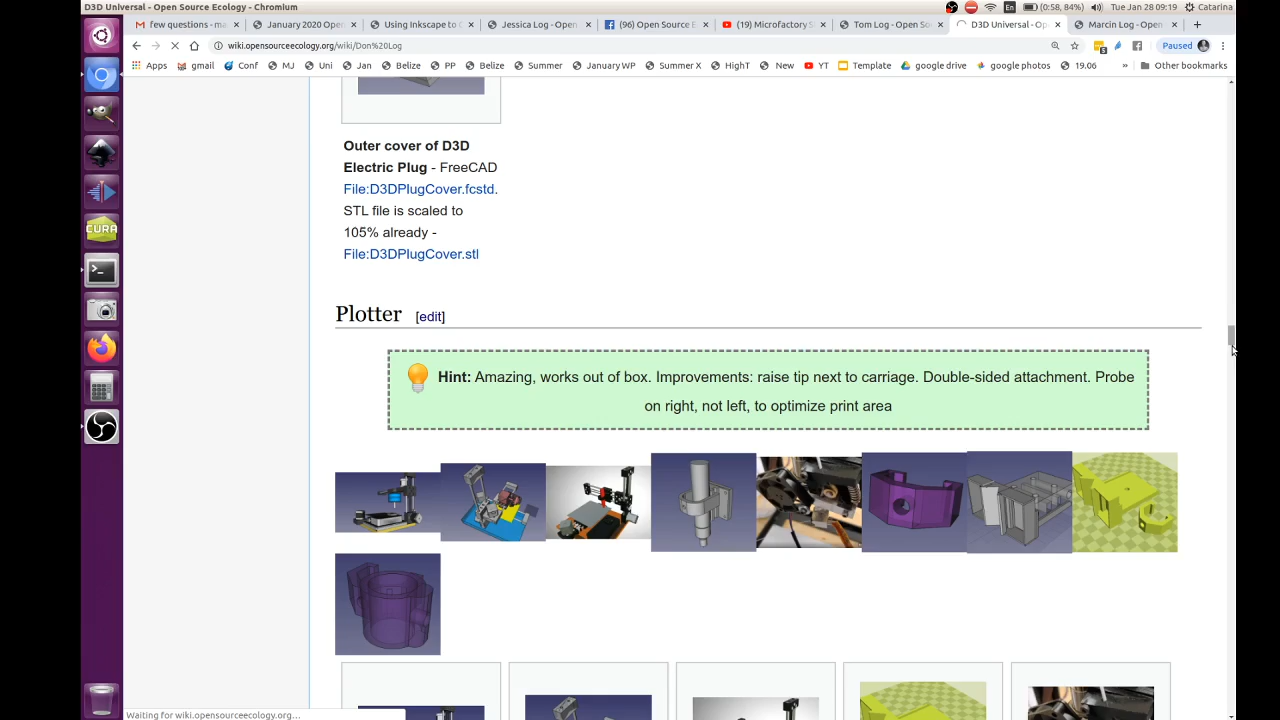 D3D Universal - Open Source Ecology - Chromium
En
(0:58, 84%)
Tue Jan 28 09:19
Catarina
few questions - ma
January 2020 Open
Using Inkscape to C
Jessica Log - Open
(96) Open Source E
(19) Microfactory
Tom Log - Open So
D3D Universal - Op
Marcin Log - Open
wiki.opensourceecology.org/wiki/Don%20Log
Paused
Apps
gmail
Conf
MJ
Uni
Jan
Belize
PP
Belize
Summer
January WP
Summer X
HighT
New
YT
Template
google drive
google photos
19.06
»
Other bookmarks
Outer cover of D3D
Electric Plug - FreeCAD
File:D3DPlugCover.fcstd.
STL file is scaled to
105% already -
File:D3DPlugCover.stl
Plotter [edit]
Hint: Amazing, works out of box. Improvements: raise tip next to carriage. Double-sided attachment. Probe
on right, not left, to optimize print area
CURA
Waiting for wiki.opensourceecology.org...